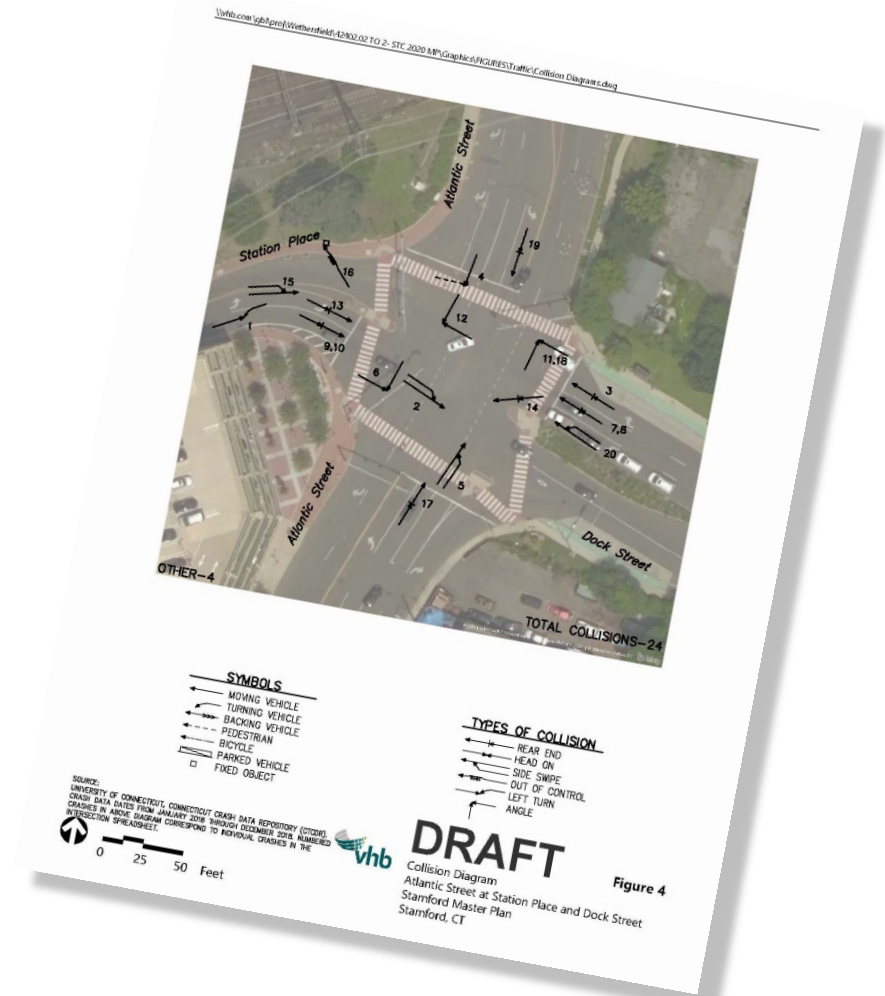 \\vhb.com\gbl\proj\Wethersfield\42402.02 TO 2- STC 2020 MP\Graphics\FIGURES\Traffic\Collision Diagrams.dwg
Atlantic Street
Station Place
19
4
16
15
13
1
12
9,10
11,18
6
3
2
14
7,8
20
5
17
Atlantic Street
Dock Street
OTHER-4
TOTAL COLLISIONS-24
SYMBOLS
MOVING VEHICLE
TURNING VEHICLE
BACKING VEHICLE
PEDESTRIAN
BICYCLE
PARKED VEHICLE
FIXED OBJECT
TYPES OF COLLISION
REAR END
HEAD ON
SIDE SWIPE
OUT OF CONTROL
LEFT TURN
ANGLE
SOURCE:
UNIVERSITY OF CONNECTICUT, CONNECTICUT CRASH DATA REPOSITORY (CTCDR).
CRASH DATA DATES FROM JANUARY 2016 THROUGH DECEMBER 2018. NUMBERED
CRASHES IN ABOVE DIAGRAM CORRESPOND TO INDIVIDUAL CRASHES IN THE
INTERSECTION SPREADSHEET.
0 25 50 Feet
vhb
DRAFT
Figure 4
Collision Diagram
Atlantic Street at Station Place and Dock Street
Stamford Master Plan
Stamford, CT